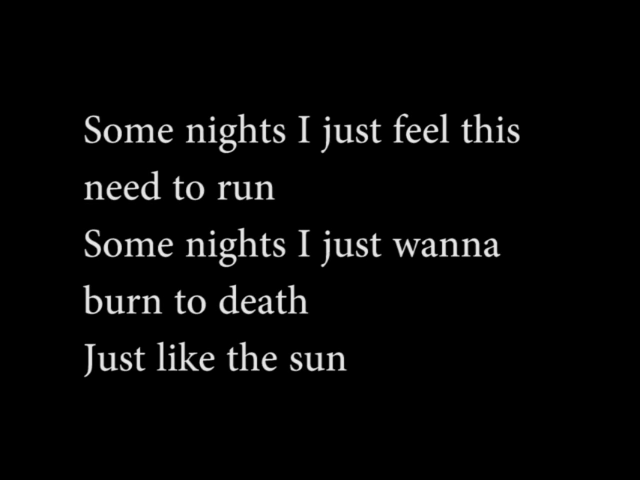 Some nights I just feel this
need to run
Some nights I just wanna
burn to death
Just like the sun